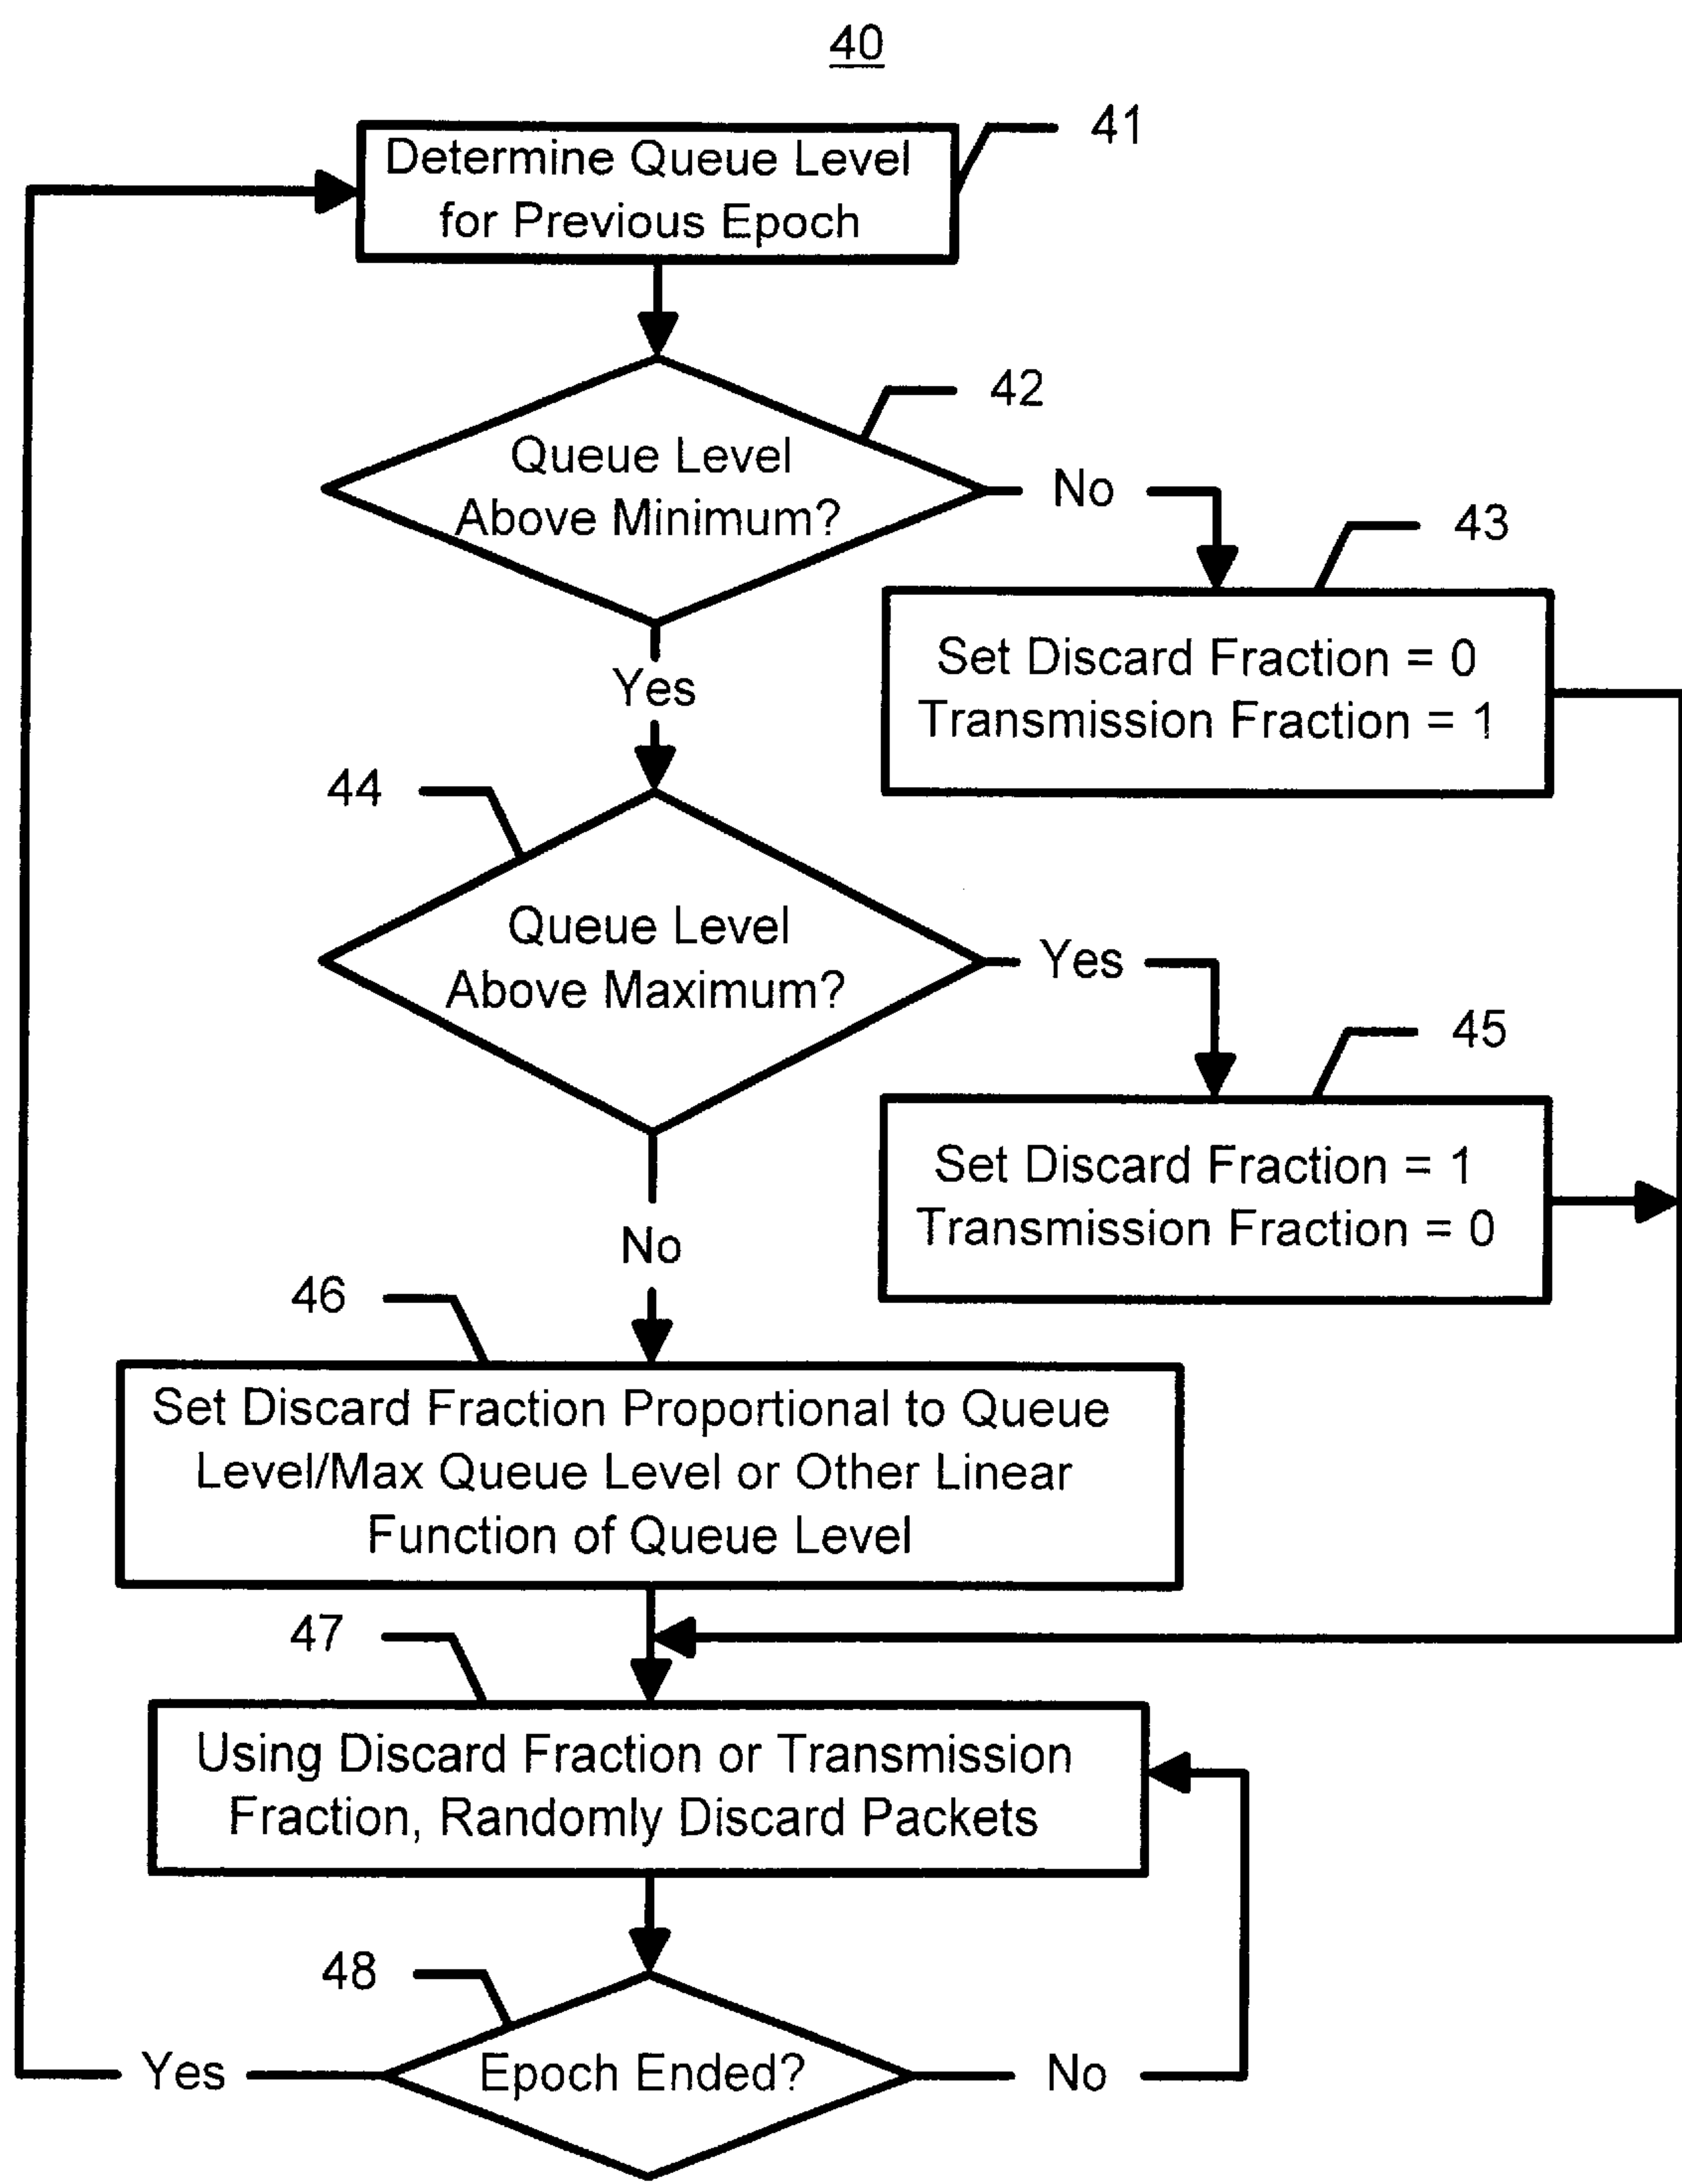 40
41
Determine Queue Level
for Previous Epoch
42
Queue Level
Above Minimum?
No
43
Set Discard Fraction = 0
Transmission Fraction = 1
Yes
44
Queue Level
Above Maximum?
Yes
45
Set Discard Fraction = 1
Transmission Fraction = 0
No
46
Set Discard Fraction Proportional to Queue
Level/Max Queue Level or Other Linear
Function of Queue Level
47
Using Discard Fraction or Transmission
Fraction, Randomly Discard Packets
48
Yes
Epoch Ended?
No